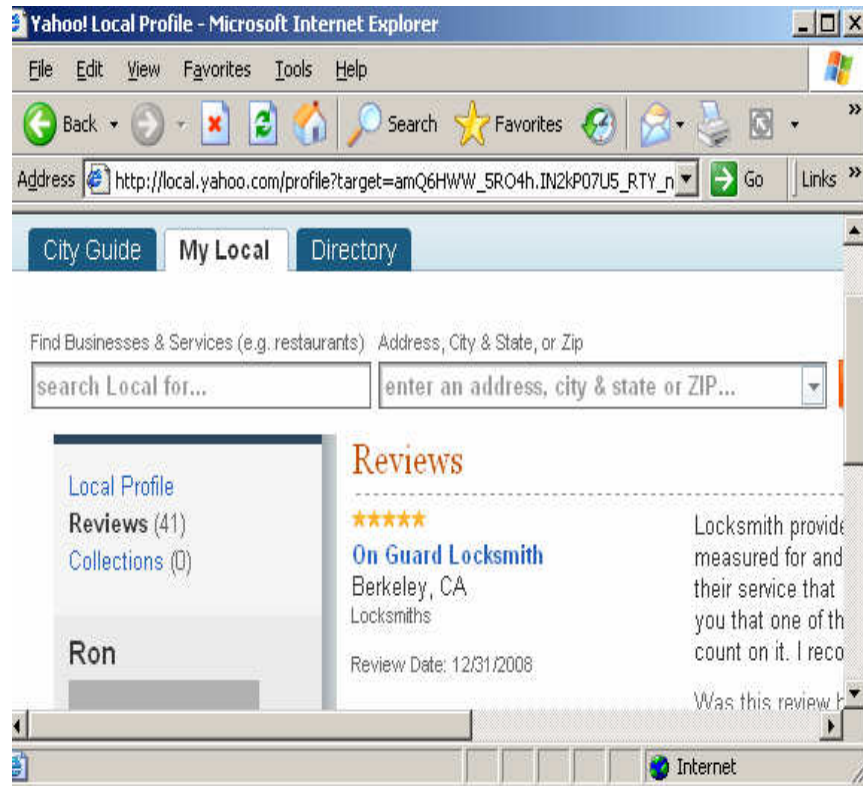 Yahoo! Local Profile - Microsoft Internet Explorer
File Edit View Favorites Tools Help
Back Search Favorites »
Address http://local.yahoo.com/profile?target=amQ6HWW_5RO4h.IN2kP07U5_RTY_n Go Links »
City Guide My Local Directory
Find Businesses & Services (e.g. restaurants) Address, City & State, or Zip
search Local for... enter an address, city & state or ZIP...
Local Profile
Reviews (41)
Collections (0)
Ron
Reviews
On Guard Locksmith
Berkeley, CA
Locksmiths
Review Date: 12/31/2008
Locksmith provide
measured for and
their service that
you that one of th
count on it. I reco
Was this review h
Internet